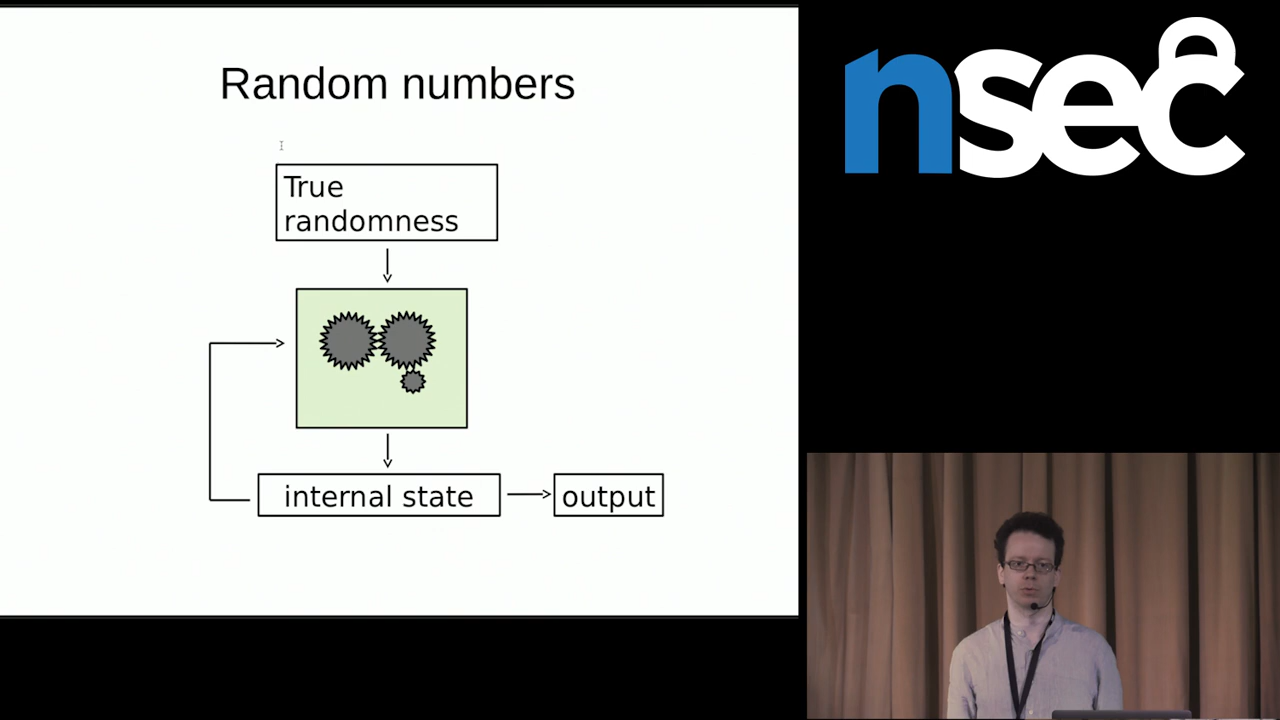 Random numbers
True
randomness
internal state
output
nsec